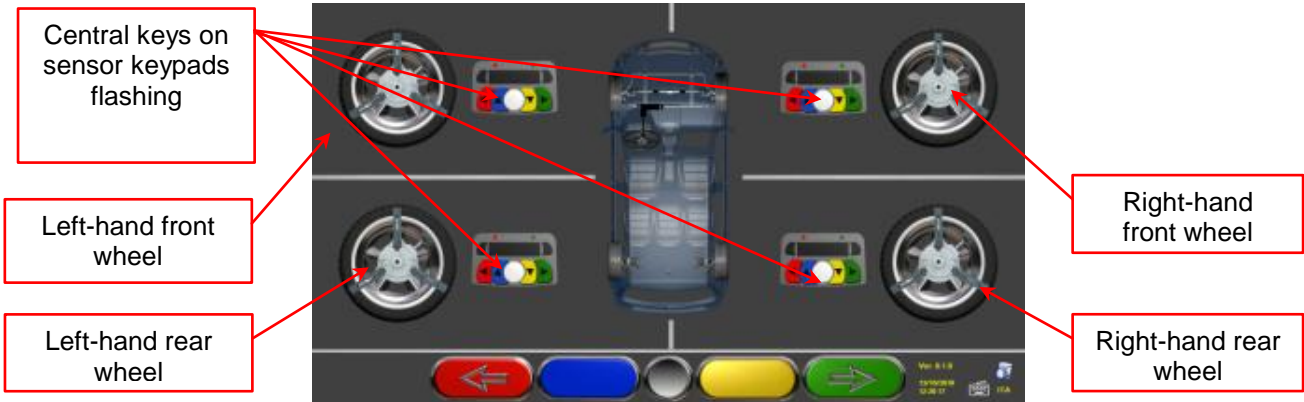 Central keys on
sensor keypads
flashing
Left-hand front
wheel
Left-hand rear
wheel
Right-hand
front wheel
Right-hand rear
wheel
ITA